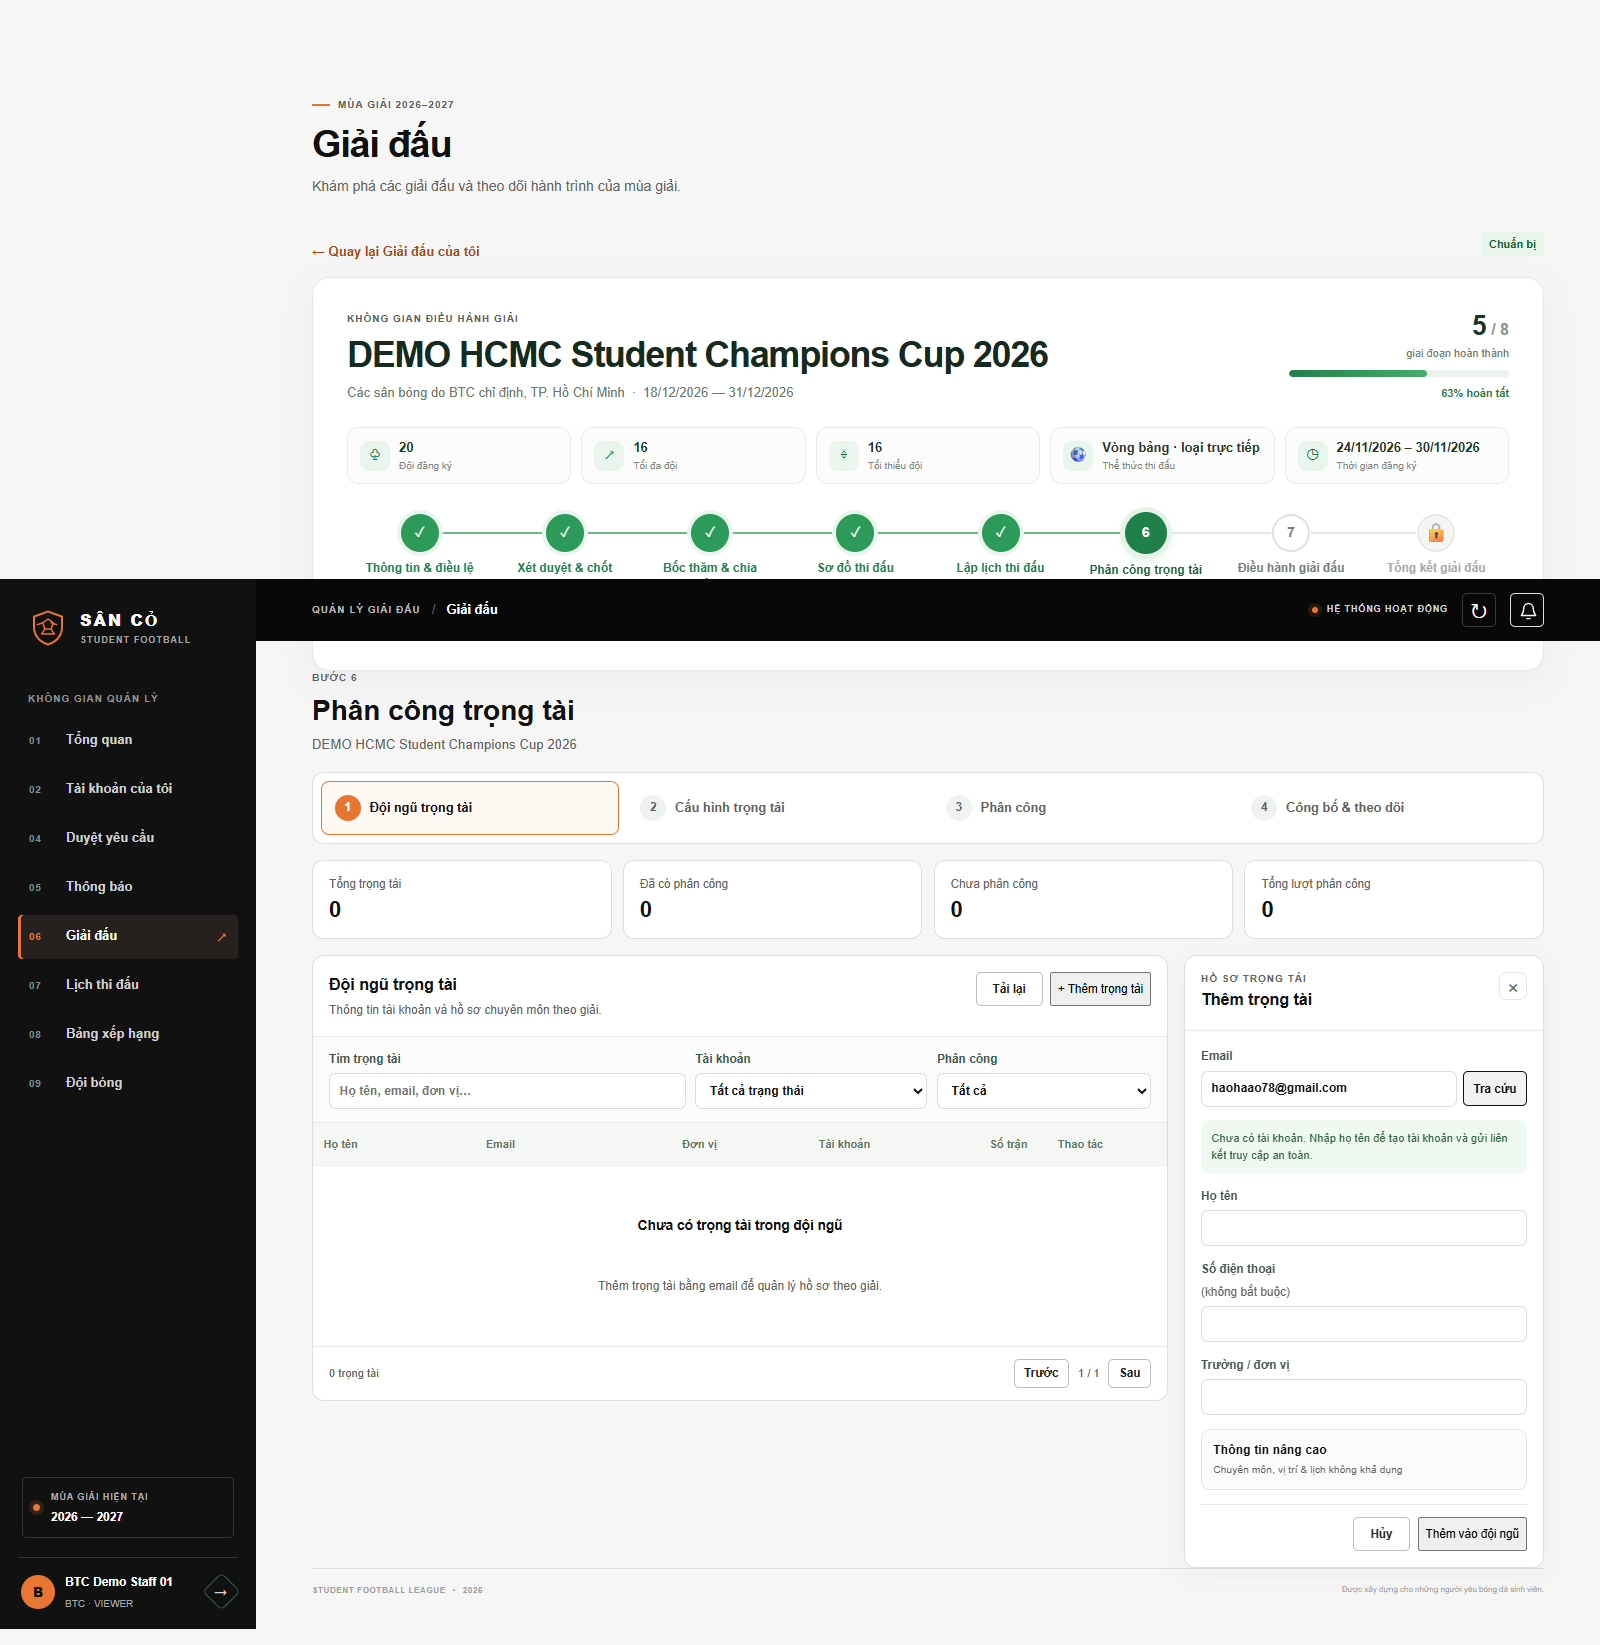 MÙA GIẢI 2026–2027
Giải đấu
Khám phá các giải đấu và theo dõi hành trình của mùa giải.
← Quay lại Giải đấu của tôi
Chuẩn bị
KHÔNG GIAN ĐIỀU HÀNH GIẢI
DEMO HCMC Student Champions Cup 2026
Các sân bóng do BTC chỉ định, TP. Hồ Chí Minh · 18/12/2026 — 31/12/2026
5 / 8
giai đoạn hoàn thành
63% hoàn tất
20
Đội đăng ký
16
Tối đa đội
16
Tối thiểu đội
Vòng bảng · loại trực tiếp
Thể thức thi đấu
24/11/2026 – 30/11/2026
Thời gian đăng ký
✓ ✓ ✓ ✓ ✓ 6 7
Thông tin & điều lệ
Xét duyệt & chốt
Bốc thăm & chia
Sơ đồ thi đấu
Lập lịch thi đấu
Phân công trọng tài
Điều hành giải đấu
Tổng kết giải đấu
SÂN CỎ
STUDENT FOOTBALL
QUẢN LÝ GIẢI ĐẤU / Giải đấu
HỆ THỐNG HOẠT ĐỘNG
KHÔNG GIAN QUẢN LÝ
01 Tổng quan
02 Tài khoản của tôi
04 Duyệt yêu cầu
05 Thông báo
06 Giải đấu ↗
07 Lịch thi đấu
08 Bảng xếp hạng
09 Đội bóng
MÙA GIẢI HIỆN TẠI
2026 — 2027
B
BTC Demo Staff 01
BTC · VIEWER
→
BƯỚC 6
Phân công trọng tài
DEMO HCMC Student Champions Cup 2026
1 Đội ngũ trọng tài
2 Cấu hình trọng tài
3 Phân công
4 Công bố & theo dõi
Tổng trọng tài
0
Đã có phân công
0
Chưa phân công
0
Tổng lượt phân công
0
Đội ngũ trọng tài
Thông tin tài khoản và hồ sơ chuyên môn theo giải.
Tải lại
+ Thêm trọng tài
Tìm trọng tài
Họ tên, email, đơn vị...
Tài khoản
Tất cả trạng thái
Phân công
Tất cả
Họ tên Email Đơn vị Tài khoản Số trận Thao tác
Chưa có trọng tài trong đội ngũ
Thêm trọng tài bằng email để quản lý hồ sơ theo giải.
0 trọng tài
Trước 1 / 1 Sau
HỒ SƠ TRỌNG TÀI
Thêm trọng tài
×
Email
haohaao78@gmail.com
Tra cứu
Chưa có tài khoản. Nhập họ tên để tạo tài khoản và gửi liên
kết truy cập an toàn.
Họ tên
Số điện thoại
(không bắt buộc)
Trường / đơn vị
Thông tin nâng cao
Chuyên môn, vị trí & lịch không khả dụng
Hủy
Thêm vào đội ngũ
STUDENT FOOTBALL LEAGUE · 2026
Được xây dựng cho những người yêu bóng đá sinh viên.